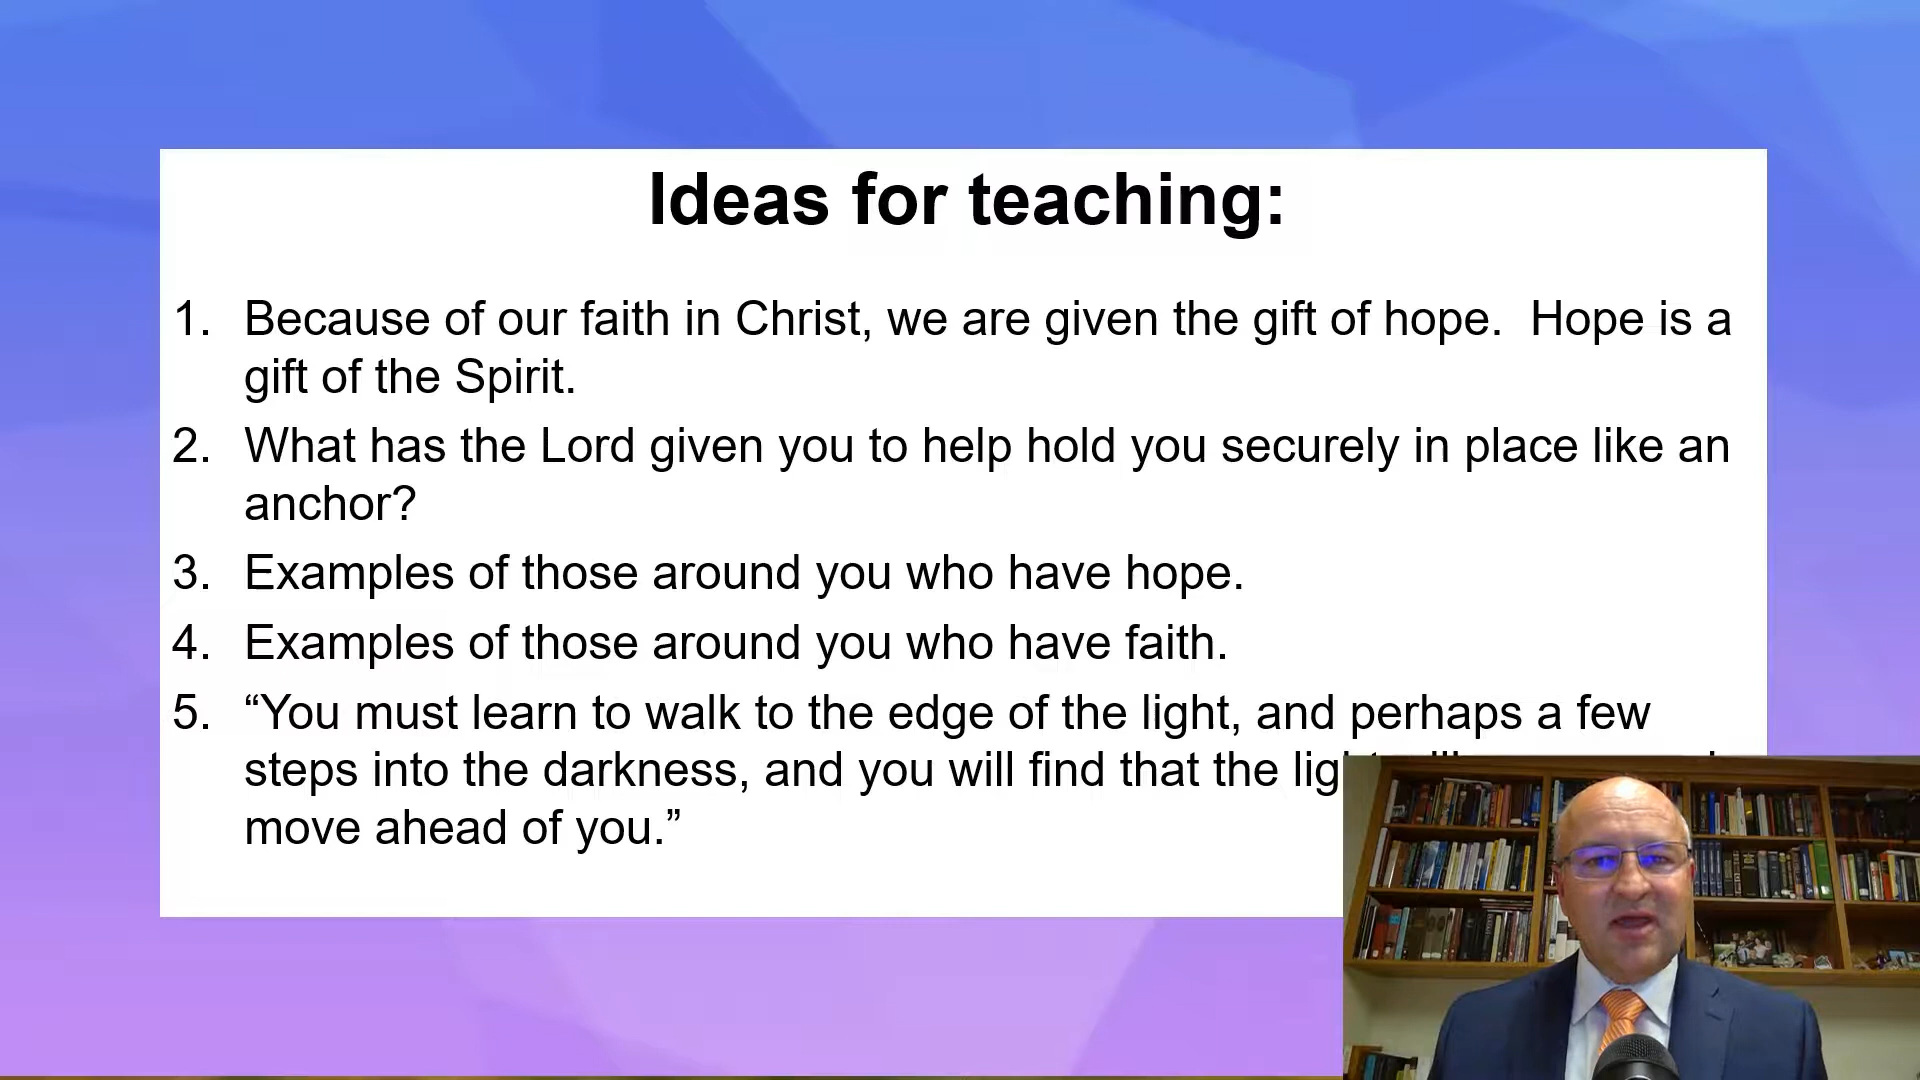 Ideas for teaching:
1. Because of our faith in Christ, we are given the gift of hope.  Hope is a
gift of the Spirit.
2. What has the Lord given you to help hold you securely in place like an
anchor?
3. Examples of those around you who have hope.
4. Examples of those around you who have faith.
5. “You must learn to walk to the edge of the light, and perhaps a few
steps into the darkness, and you will find that the
move ahead of you.”